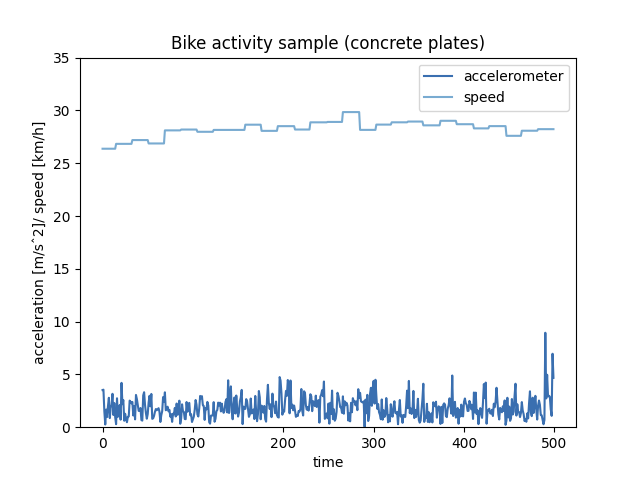 Bike activity sample (concrete plates)
accelerometer
speed
acceleration [m/sˆ2]/ speed [km/h]
35
30
25
20
15
10
5
0
0 100 200 300 400 500
time